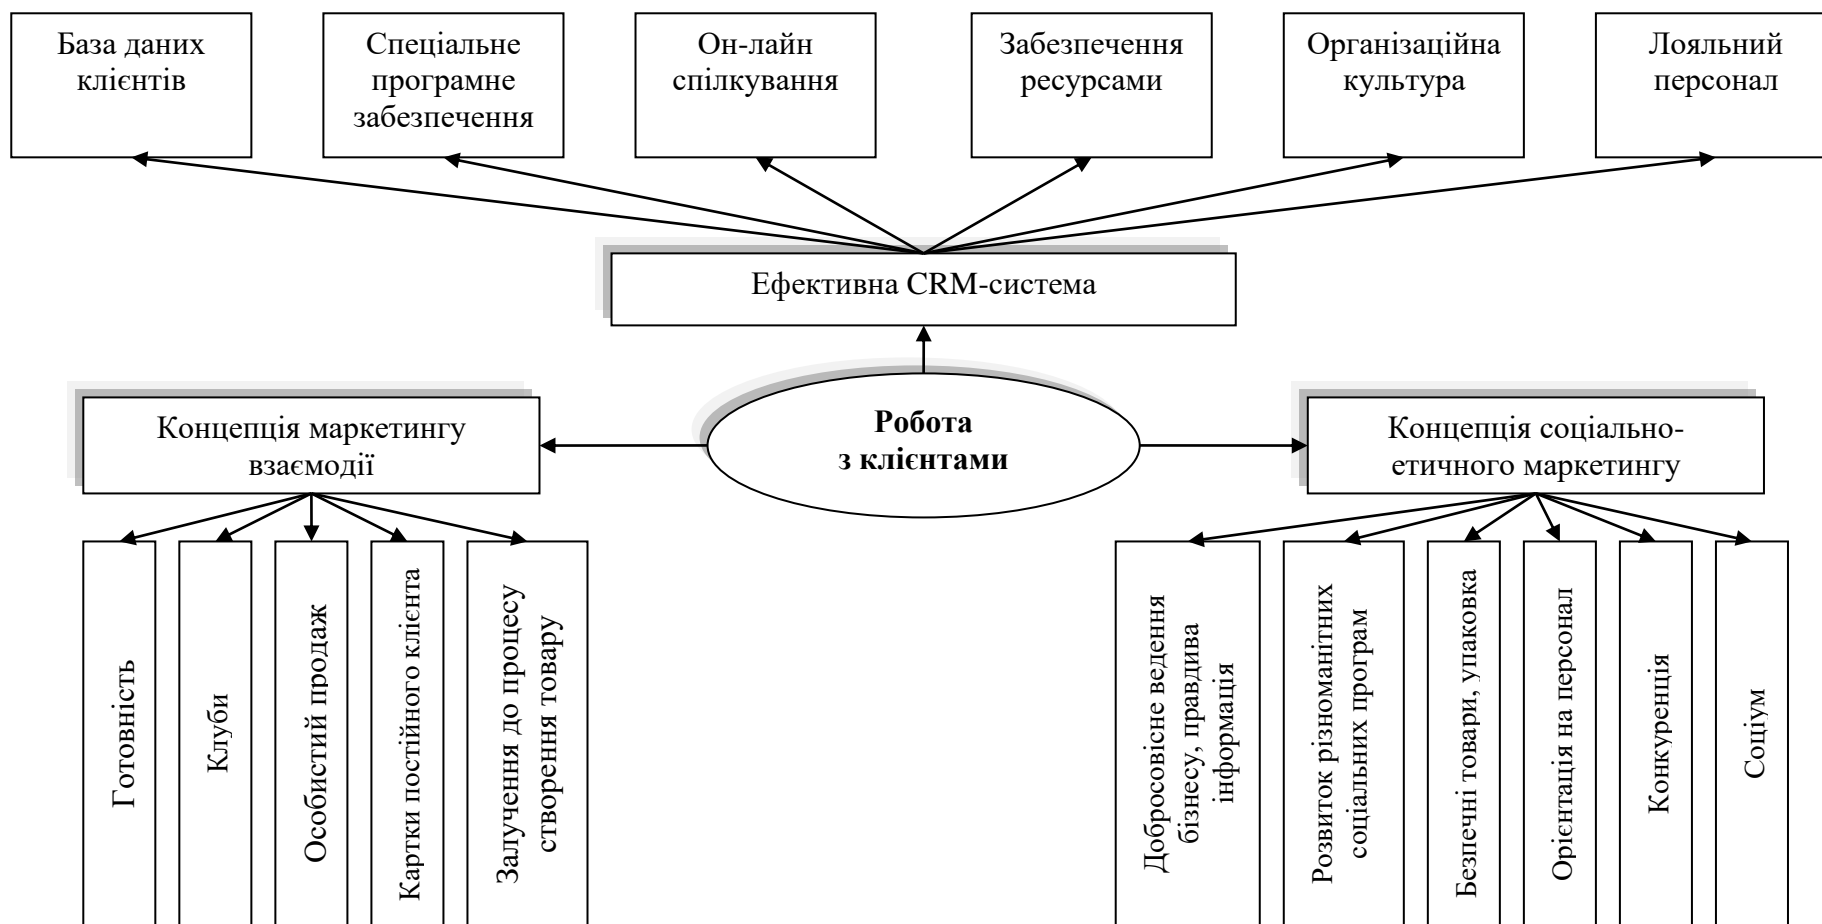 База даних
клієнтів
Спеціальне
програмне
забезпечення
Он-лайн
спілкування
Забезпечення
ресурсами
Організаційна
культура
Лояльний
персонал
Ефективна CRM-система
Концепція маркетингу
взаємодії
Робота
з клієнтами
Концепція соціально-
етичного маркетингу
Готовність
Клуби
Особистий продаж
Картки постійного клієнта
Залучення до процесу
створення товару
Добросовісне ведення
бізнесу, правдива
інформація
Розвиток різноманітних
соціальних програм
Безпечні товари, упаковка
Орієнтація на персонал
Конкуренція
Соціум